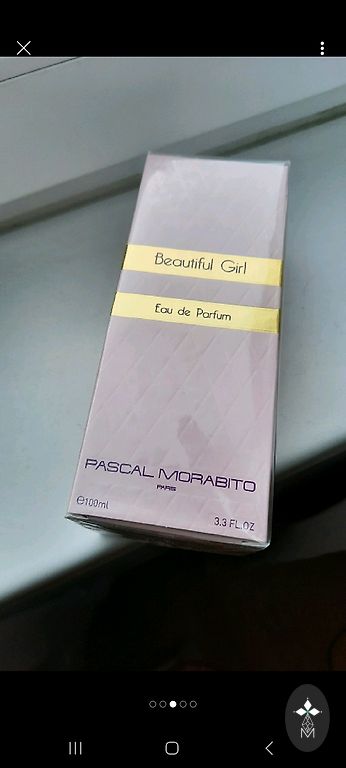 Beautiful Girl
Eau de Parfum
PASCAL MORABITO
PARIS
℮100ml
3.3 FL.OZ
M